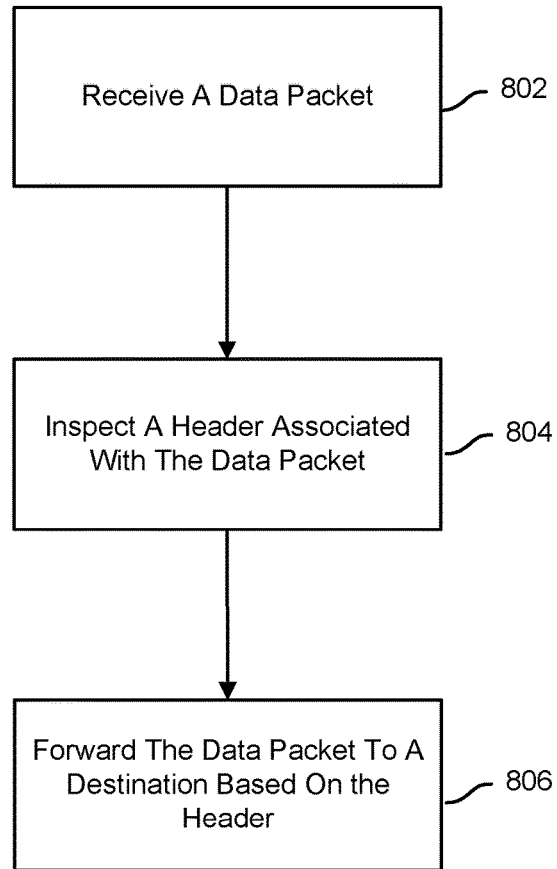 Receive A Data Packet
802
Inspect A Header Associated
With The Data Packet
804
Forward The Data Packet To A
Destination Based On the
Header
806